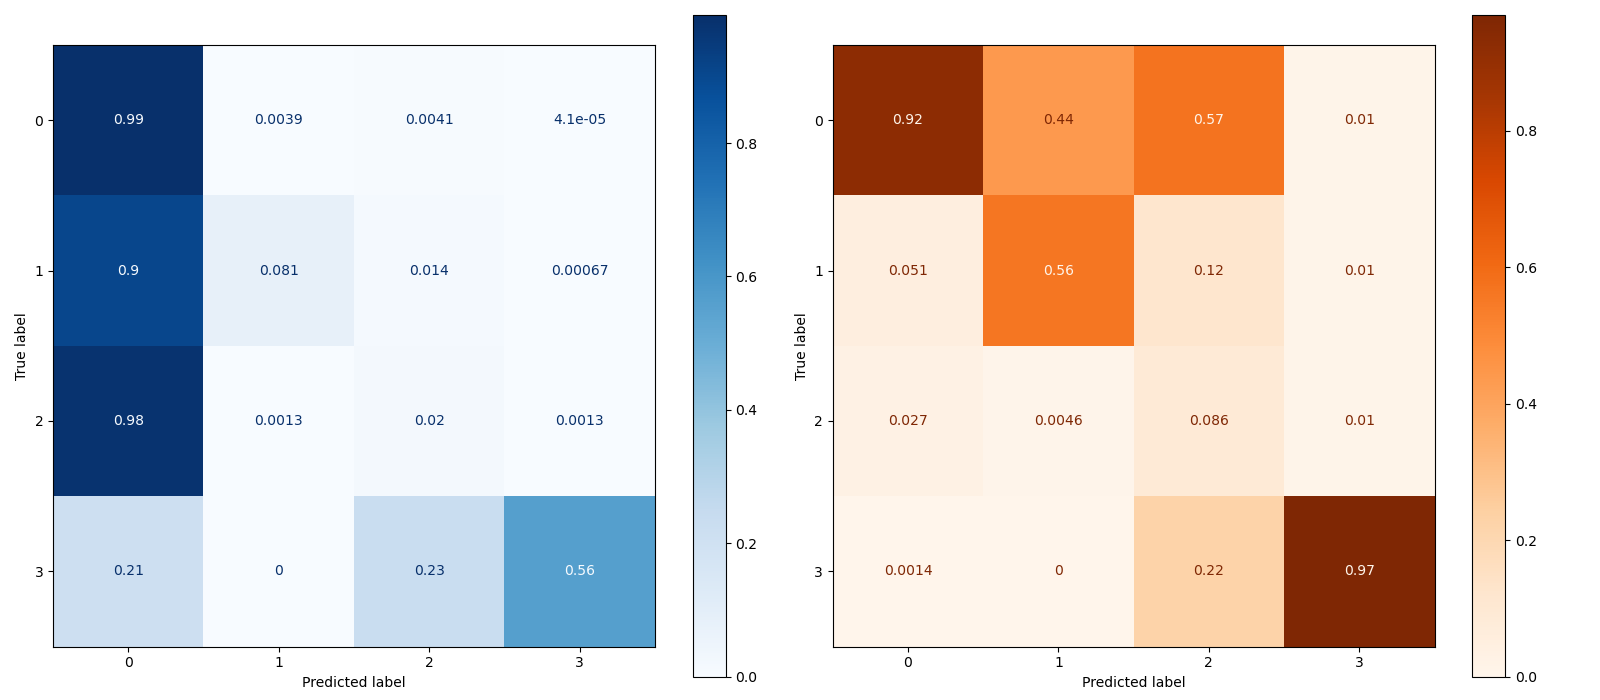 0 0.99 0.0039 0.0041 4.1e-05
1 0.9 0.081 0.014 0.00067
2 0.98 0.0013 0.02 0.0013
3 0.21 0 0.23 0.56
0 1 2 3
True label
Predicted label
0.8
0.6
0.4
0.2
0.0
0 0.92 0.44 0.57 0.01
1 0.051 0.56 0.12 0.01
2 0.027 0.0046 0.086 0.01
3 0.0014 0 0.22 0.97
0 1 2 3
True label
Predicted label
0.8
0.6
0.4
0.2
0.0